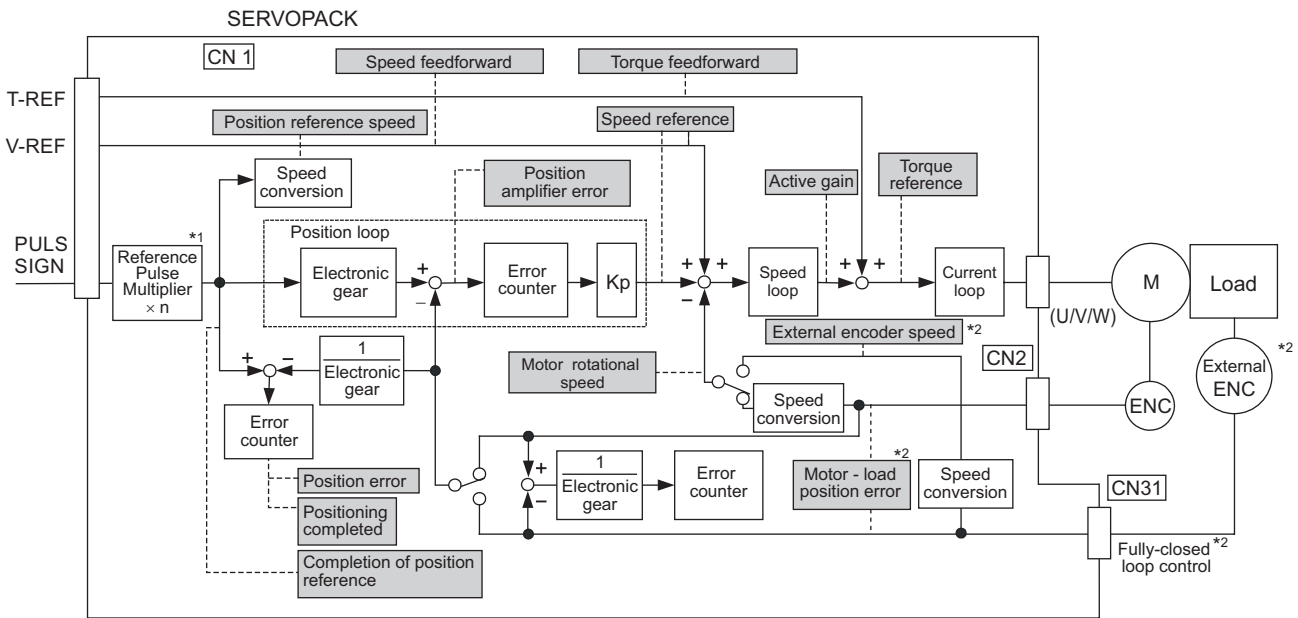 SERVOPACK
CN 1
Speed feedforward
Torque feedforward
T-REF
Position reference speed
Speed reference
V-REF
Speed
conversion
Position
amplifier error
Active gain
Torque
reference
PULS
SIGN
*1
Reference
Pulse
Multiplier
× n
Position loop
Electronic
gear
+
−
Error
counter
Kp
+
+
−
+
Speed
loop
+
+
Current
loop
M
Load
(U/V/W)
External encoder speed
*2
CN2
*2
External
ENC
+
−
1
Electronic
gear
Motor rotational
speed
Speed
conversion
ENC
Error
counter
*2
Position error
+
−
1
Electronic
gear
Error
counter
Motor - load
position error
Speed
conversion
CN31
Positioning
completed
Completion of position
reference
Fully-closed *2
loop control